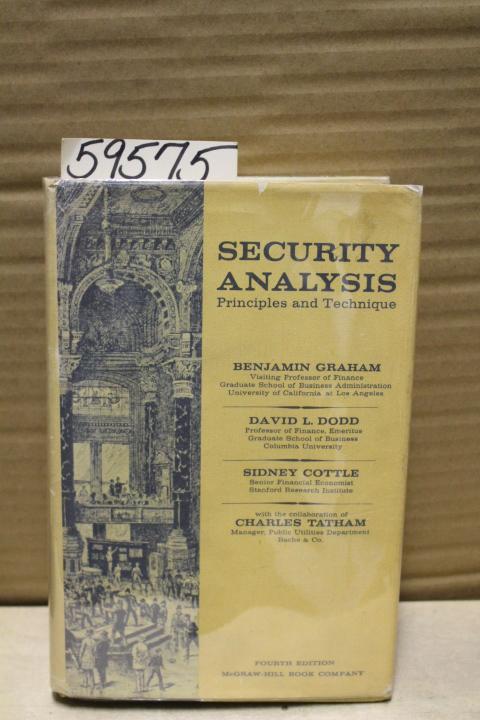 59575
SECURITY
ANALYSIS
Principles and Technique
BENJAMIN GRAHAM
Visiting Professor of Finance
Graduate School of Business Administration
University of California at Los Angeles
DAVID L. DODD
Professor of Finance, Emeritus
Graduate School of Business
Columbia University
SIDNEY COTTLE
Senior Financial Economist
Stanford Research Institute
with the collaboration of
CHARLES TATHAM
Manager, Public Utilities Department
Bache & Co.
FOURTH EDITION
McGRAW-HILL BOOK COMPANY